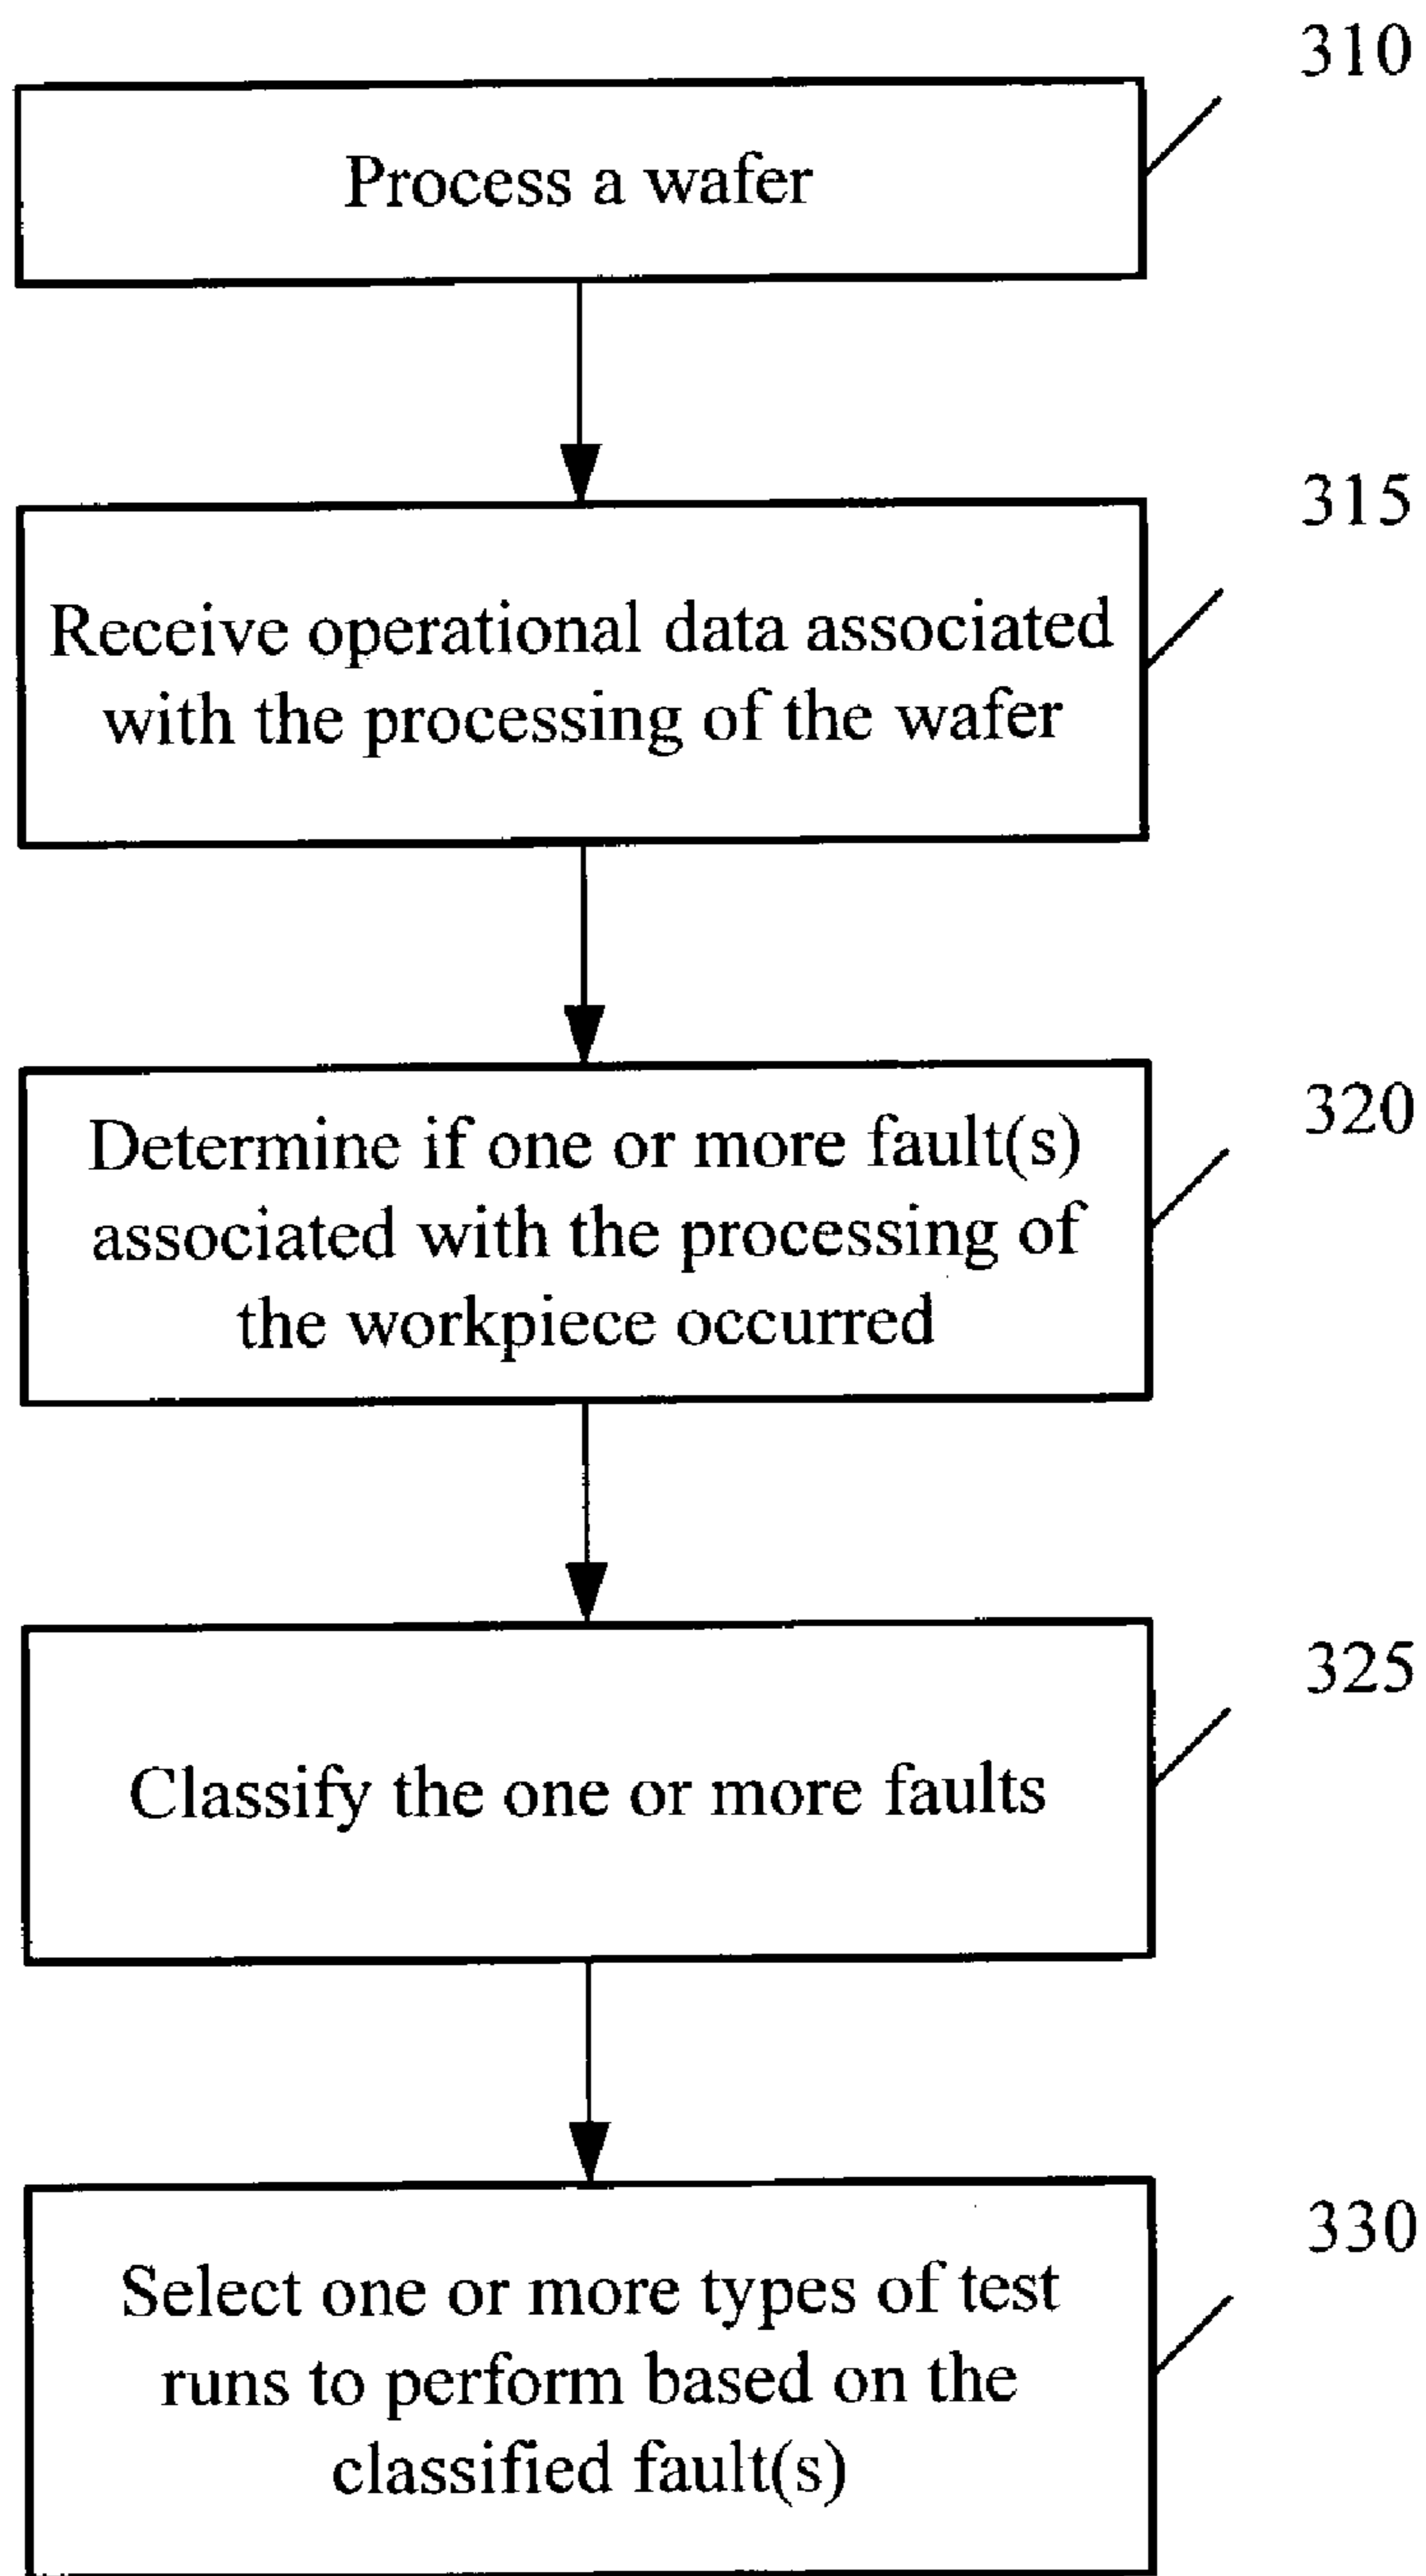 310
Process a wafer
315
Receive operational data associated
with the processing of the wafer
320
Determine if one or more fault(s)
associated with the processing of
the workpiece occurred
325
Classify the one or more faults
330
Select one or more types of test
runs to perform based on the
classified fault(s)